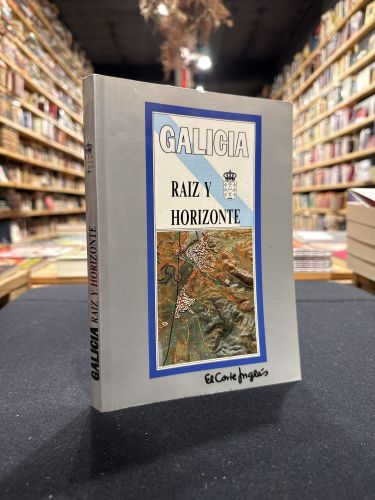 GALICIA
RAIZ Y
HORIZONTE
El Corte Inglés
GALICIA RAIZ Y HORIZONTE